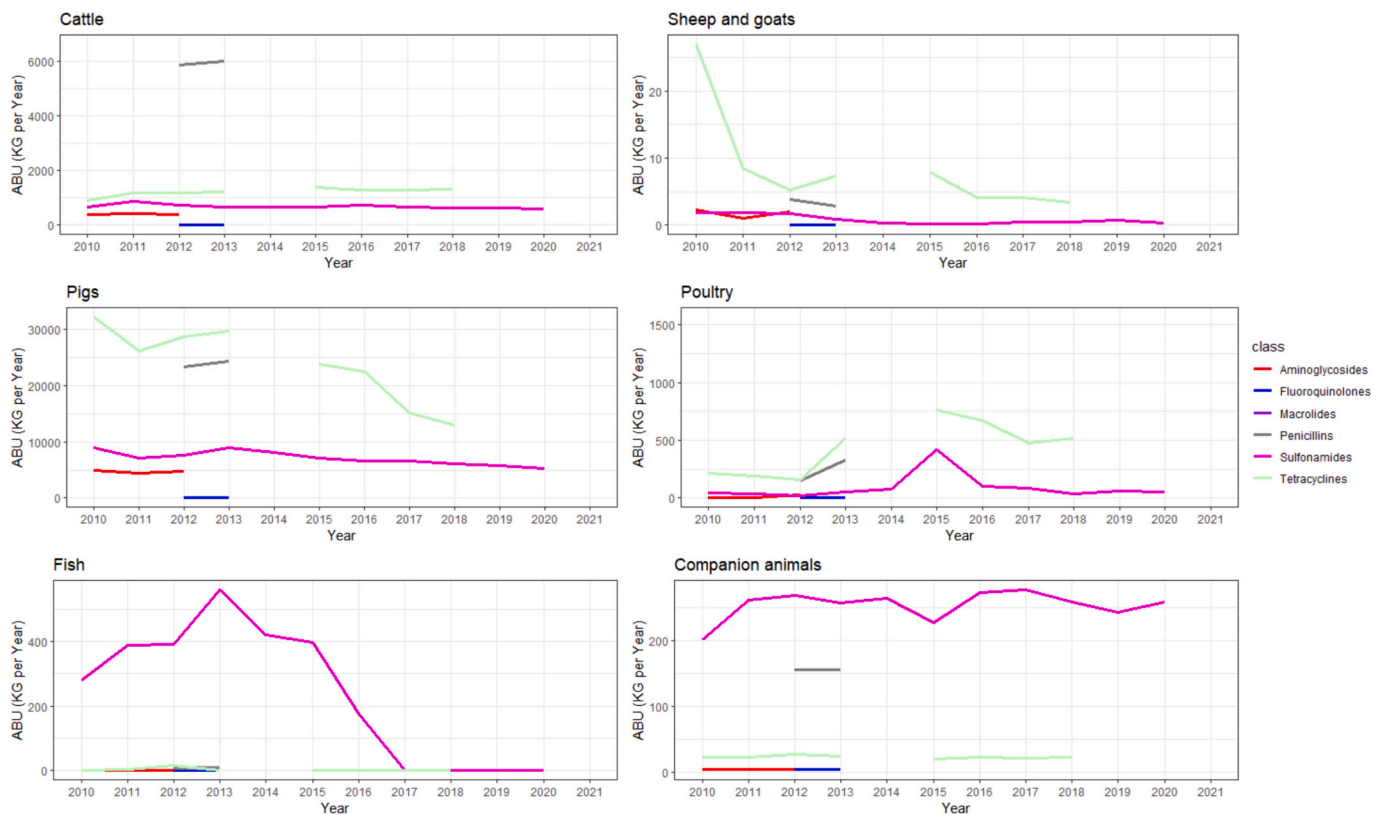 Cattle
ABU (KG per Year)
6000
4000
2000
0
2010 2011 2012 2013 2014 2015 2016 2017 2018 2019 2020 2021
Year
Sheep and goats
ABU (KG per Year)
20
10
0
2010 2011 2012 2013 2014 2015 2016 2017 2018 2019 2020 2021
Year
Pigs
ABU (KG per Year)
30000
20000
10000
0
2010 2011 2012 2013 2014 2015 2016 2017 2018 2019 2020 2021
Year
Poultry
ABU (KG per Year)
1500
1000
500
0
2010 2011 2012 2013 2014 2015 2016 2017 2018 2019 2020 2021
Year
class
Aminoglycosides
Fluoroquinolones
Macrolides
Penicillins
Sulfonamides
Tetracyclines
Fish
ABU (KG per Year)
400
200
0
2010 2011 2012 2013 2014 2015 2016 2017 2018 2019 2020 2021
Year
Companion animals
ABU (KG per Year)
200
100
0
2010 2011 2012 2013 2014 2015 2016 2017 2018 2019 2020 2021
Year